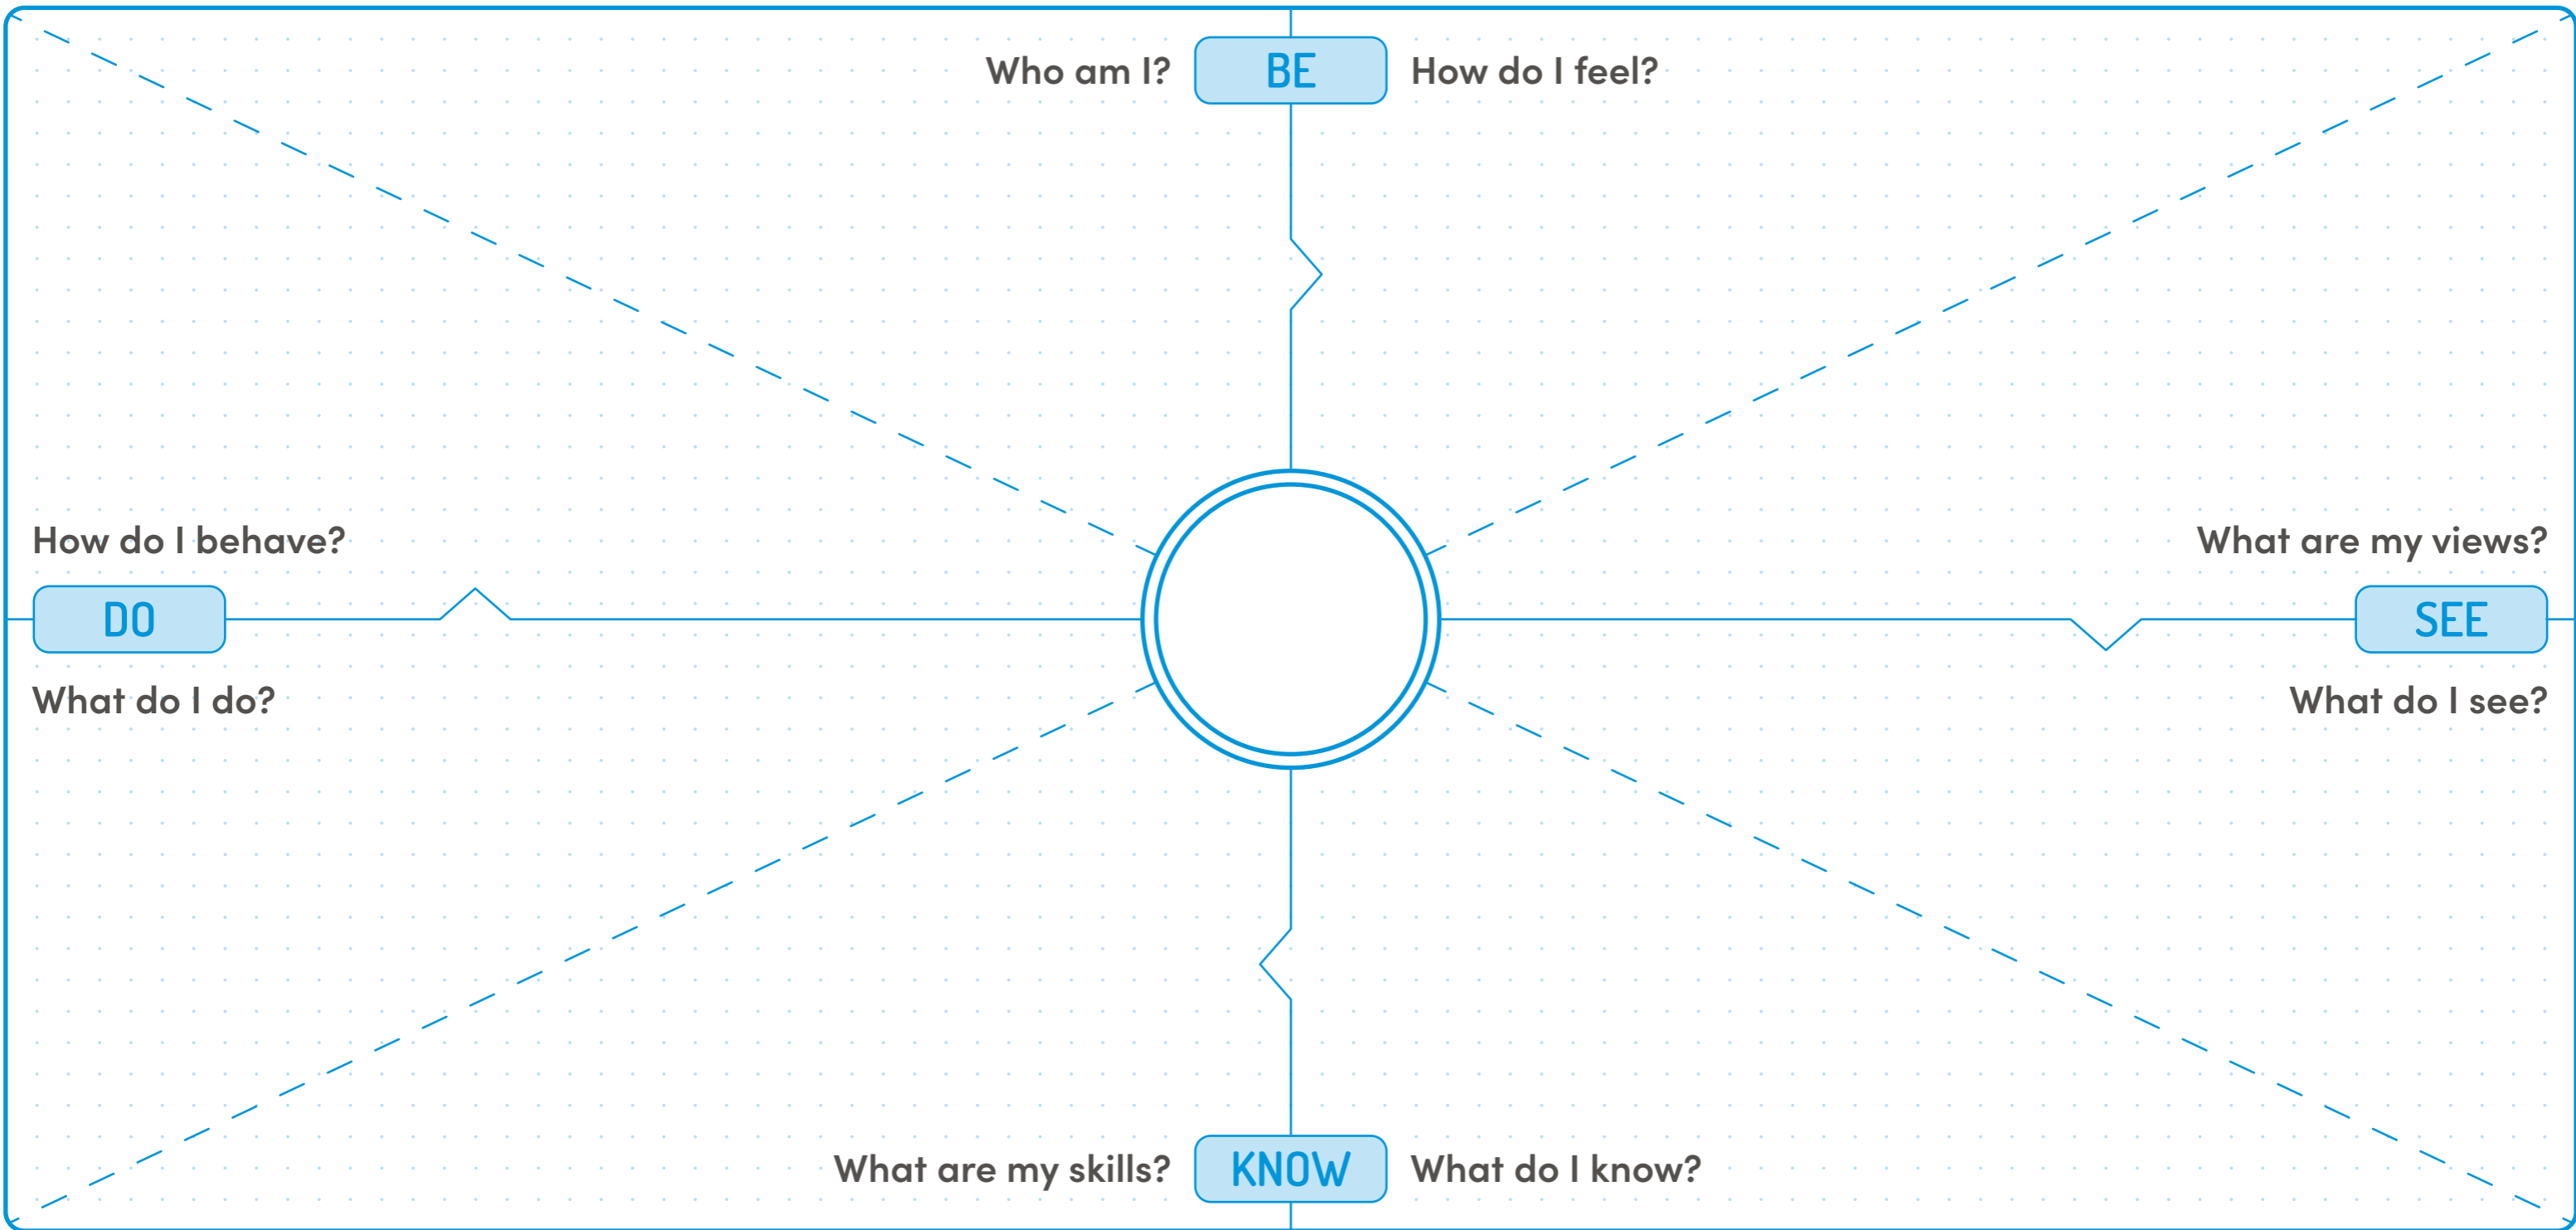 Who am I?
BE
How do I feel?
How do I behave?
What are my views?
DO
SEE
What do I do?
What do I see?
What are my skills?
KNOW
What do I know?